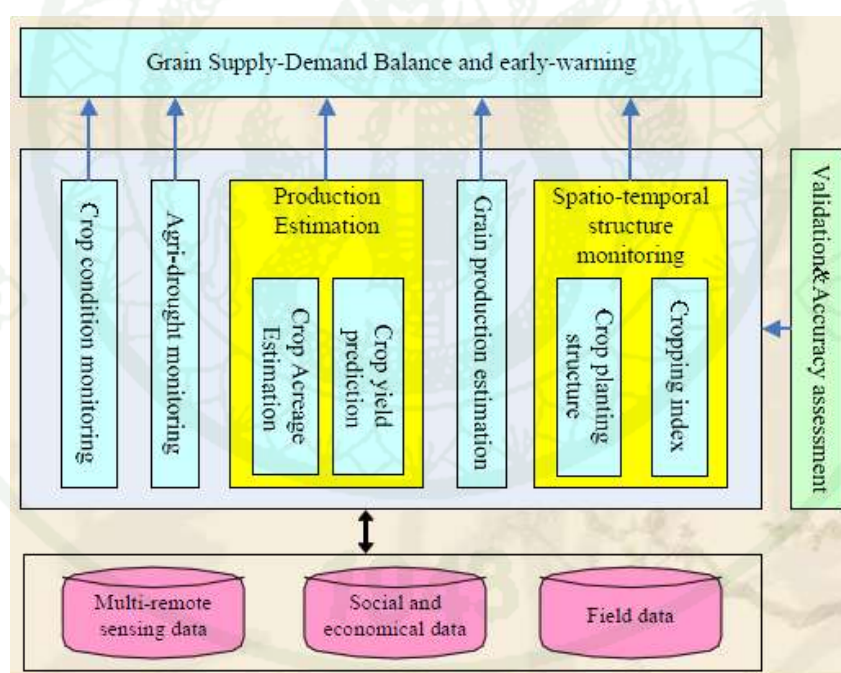 Grain Supply-Demand Balance and early-warning
Crop condition monitoring
Agri-drought monitoring
Production
Estimation
Crop Acreage
Estimation
Crop yield
prediction
Grain production estimation
Spatio-temporal
structure
monitoring
Crop planting
structure
Cropping index
Validation&Accuracy assessment
Multi-remote
sensing data
Social and
economical data
Field data